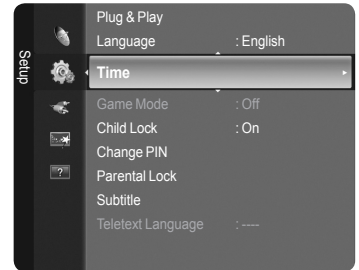 Setup
Plug & Play
Language : English
Time
Game Mode : Off
Child Lock : On
Change PIN
Parental Lock
Subtitle
Teletext Language : ----
?